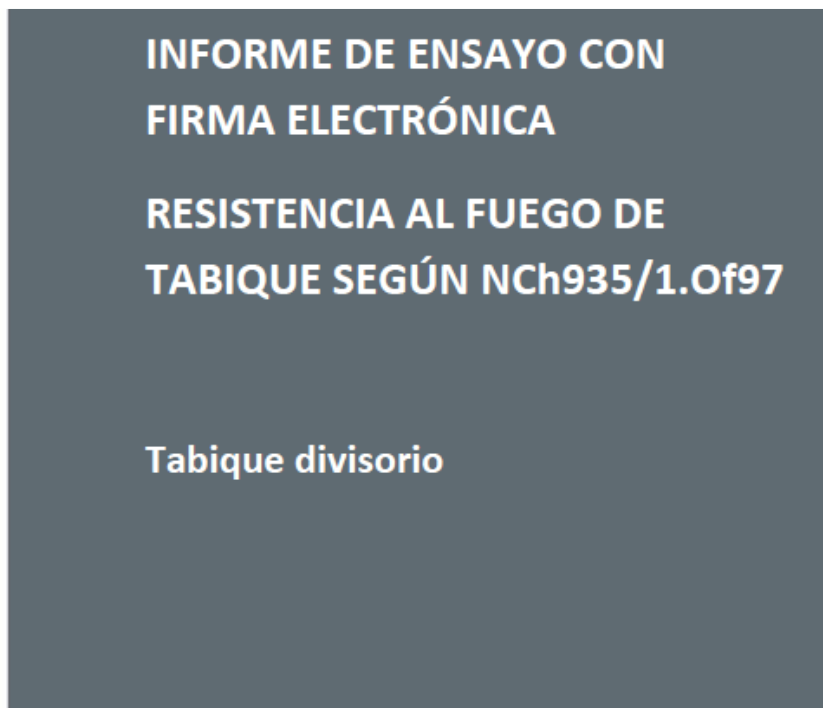 INFORME DE ENSAYO CON
FIRMA ELECTRÓNICA
RESISTENCIA AL FUEGO DE
TABIQUE SEGÚN NCh935/1.Of97
Tabique divisorio